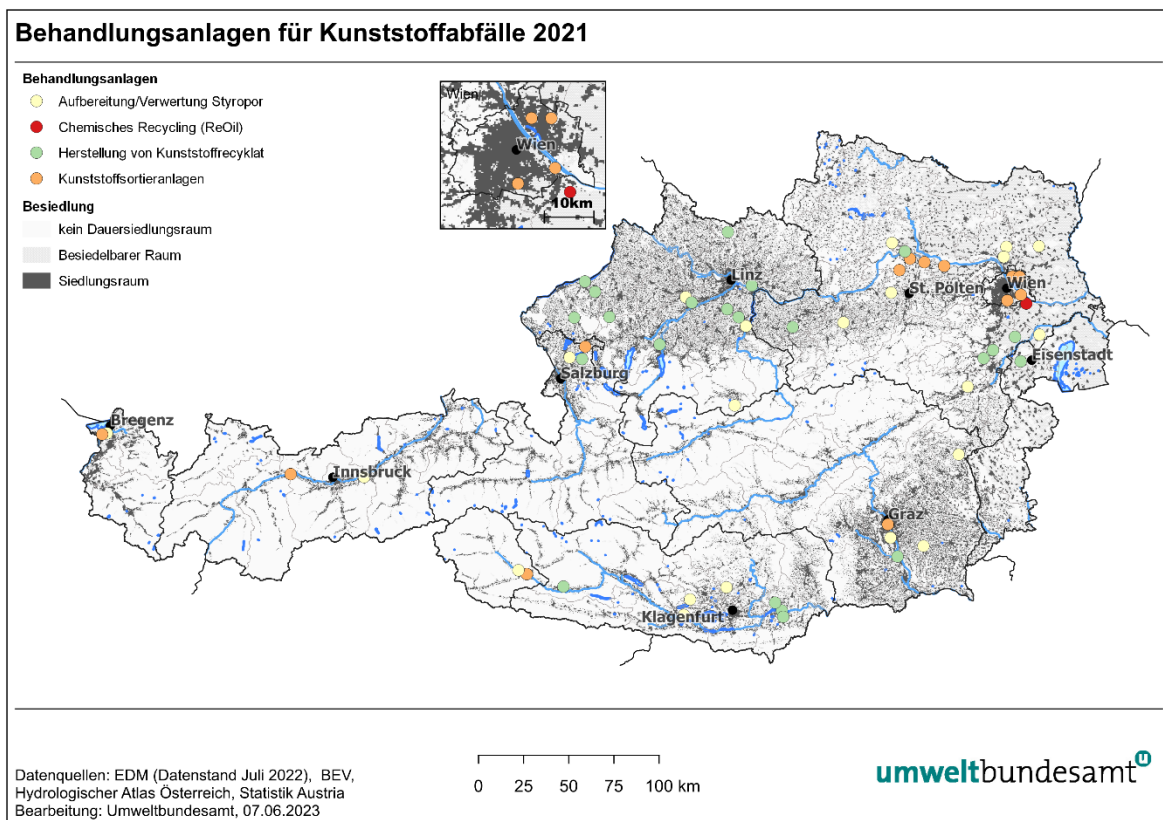 Behandlungsanlagen für Kunststoffabfälle 2021
Behandlungsanlagen
Aufbereitung/Verwertung Styropor
Chemisches Recycling (ReOil)
Herstellung von Kunststoffrecyklat
Kunststoffsortieranlagen
Besiedlung
kein Dauersiedlungsraum
Besiedelbarer Raum
Siedlungsraum
Wien
Wien
10km
Linz
St. Pölten
Wien
Eisenstadt
Salzburg
Bregenz
Innsbruck
Graz
Klagenfurt
Datenquellen: EDM (Datenstand Juli 2022), BEV,
Hydrologischer Atlas Österreich, Statistik Austria
Bearbeitung: Umweltbundesamt, 07.06.2023
0 25 50 100 km
umweltbundesamt u